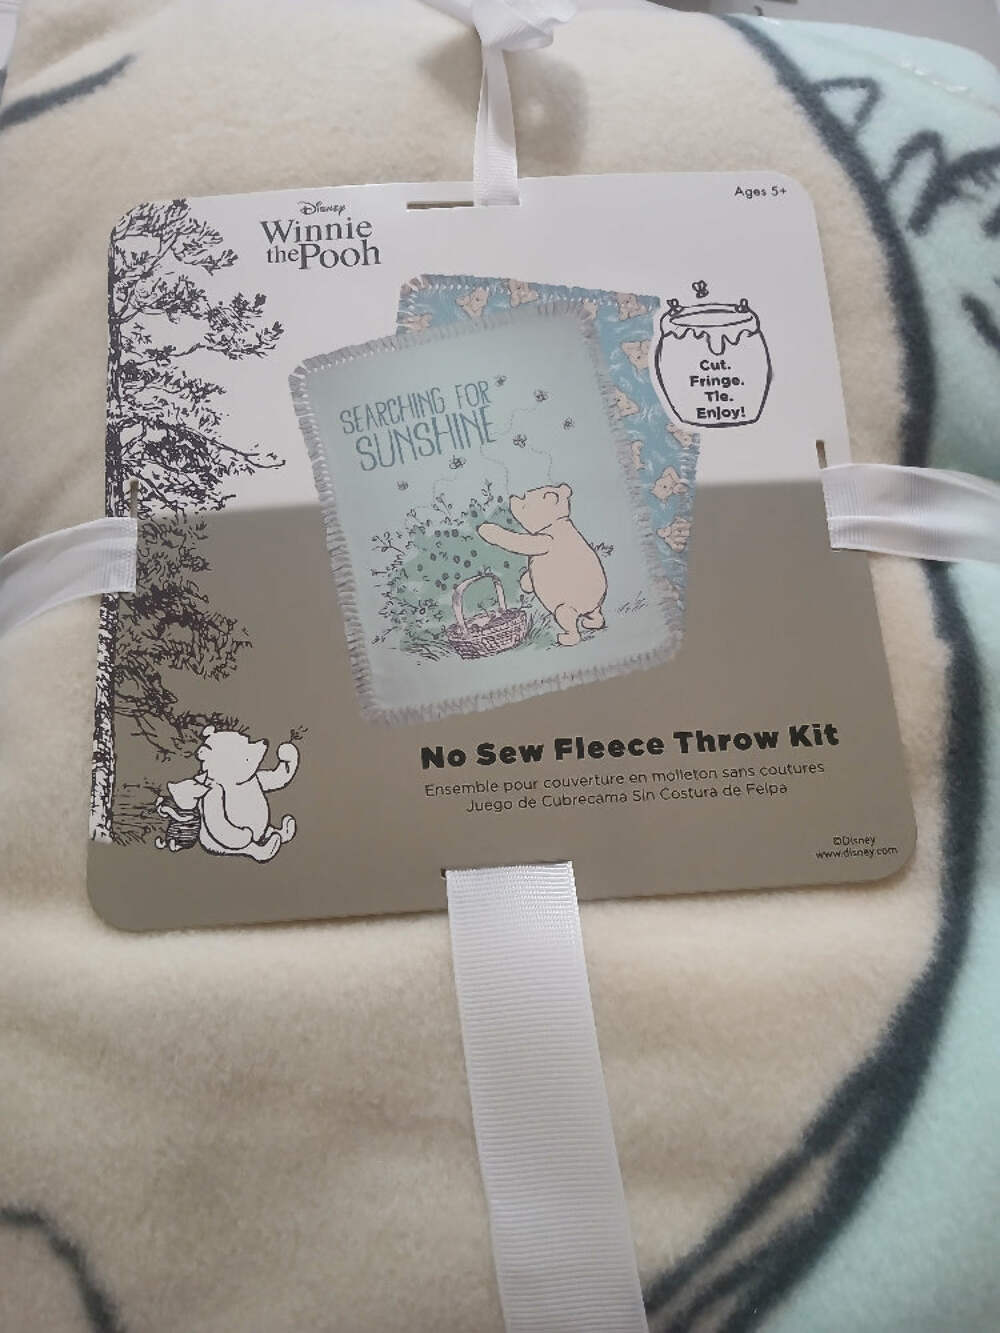 Ages 5+
Disney
Winnie
the Pooh
Cut.
Fringe.
Tie.
Enjoy!
SEARCHING FOR
SUNSHINE
No Sew Fleece Throw Kit
Ensemble pour couverture en molleton sans coutures
Juego de Cubrecama Sin Costura de Felpa
©Disney
www.disney.com